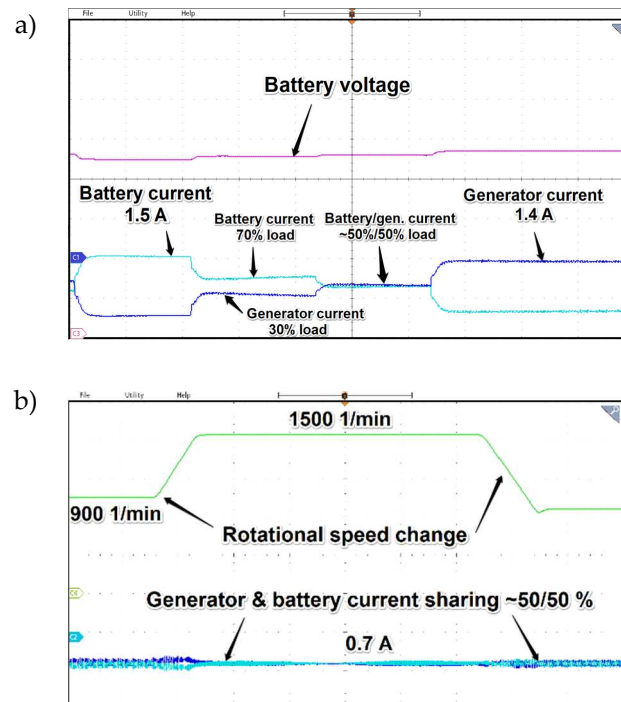 a)
File Utility Help
Battery voltage
Battery current
1.5 A
Battery current
70% load
Battery/gen. current
~50%/50% load
Generator current
1.4 A
C1
Generator current
30% load
C3
b)
File Utility Help
1500 1/min
900 1/min
Rotational speed change
C4
Generator & battery current sharing ~50/50 %
C2
0.7 A